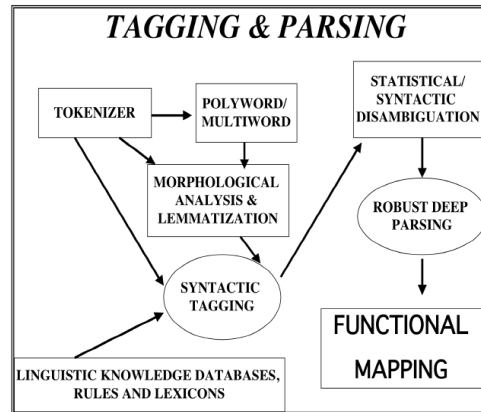 TAGGING & PARSING
TOKENIZER
POLYWORD/
MULTIWORD
MORPHOLOGICAL
ANALYSIS &
LEMMATIZATION
SYNTACTIC
TAGGING
LINGUISTIC KNOWLEDGE DATABASES,
RULES AND LEXICONS
STATISTICAL/
SYNTACTIC
DISAMBIGUATION
ROBUST DEEP
PARSING
FUNCTIONAL
MAPPING